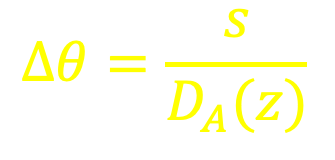 Δθ = s / D_A(z)